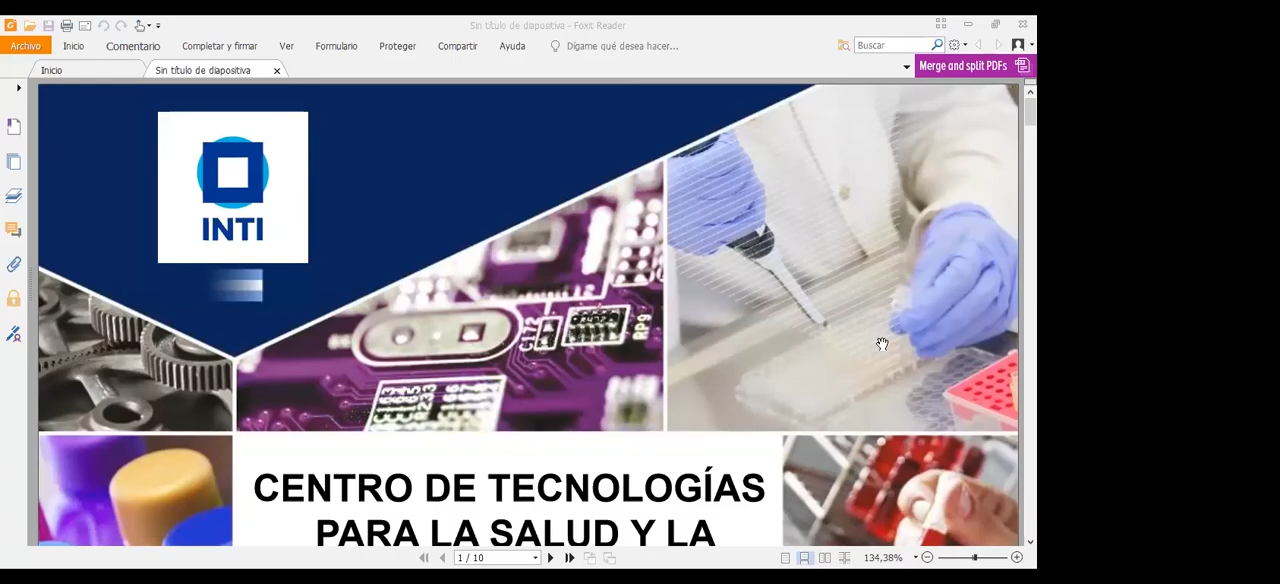 Sin título de diapositiva - Foxit Reader
Archivo Inicio Comentario Completar y firmar Ver Formulario Proteger Compartir Ayuda Dígame qué desea hacer... Buscar
Inicio Sin título de diapositiva Merge and split PDFs
INTI
C172
RP9
CENTRO DE TECNOLOGÍAS
PARA LA SALUD Y LA
1 / 10 134,38%